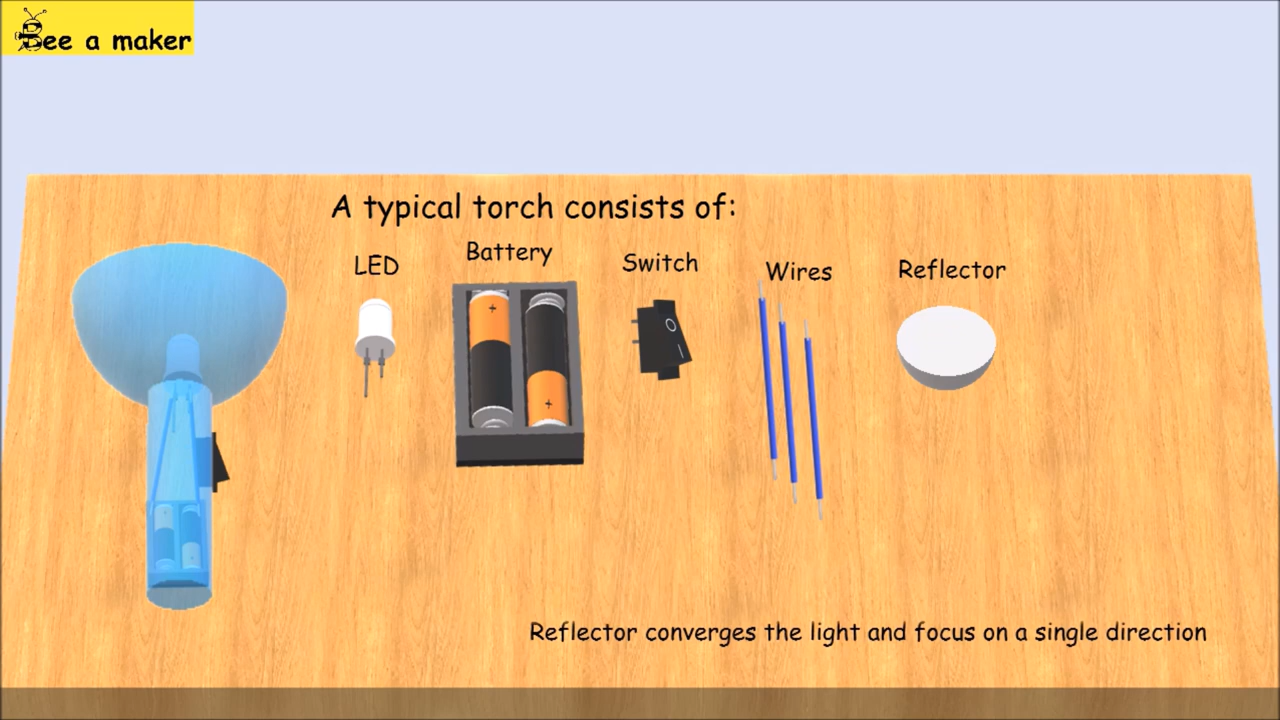 Bee a maker
A typical torch consists of:
LED
Battery
Switch
Wires
Reflector
+
+
Reflector converges the light and focus on a single direction